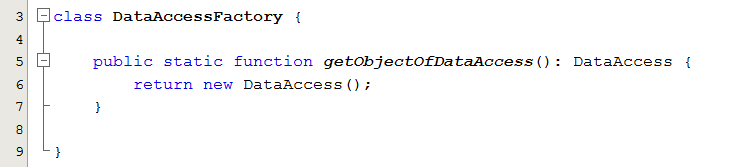 3 class DataAccessFactory {
4
5 public static function getObjectOfDataAccess(): DataAccess {
6 return new DataAccess();
7 }
8
9 }